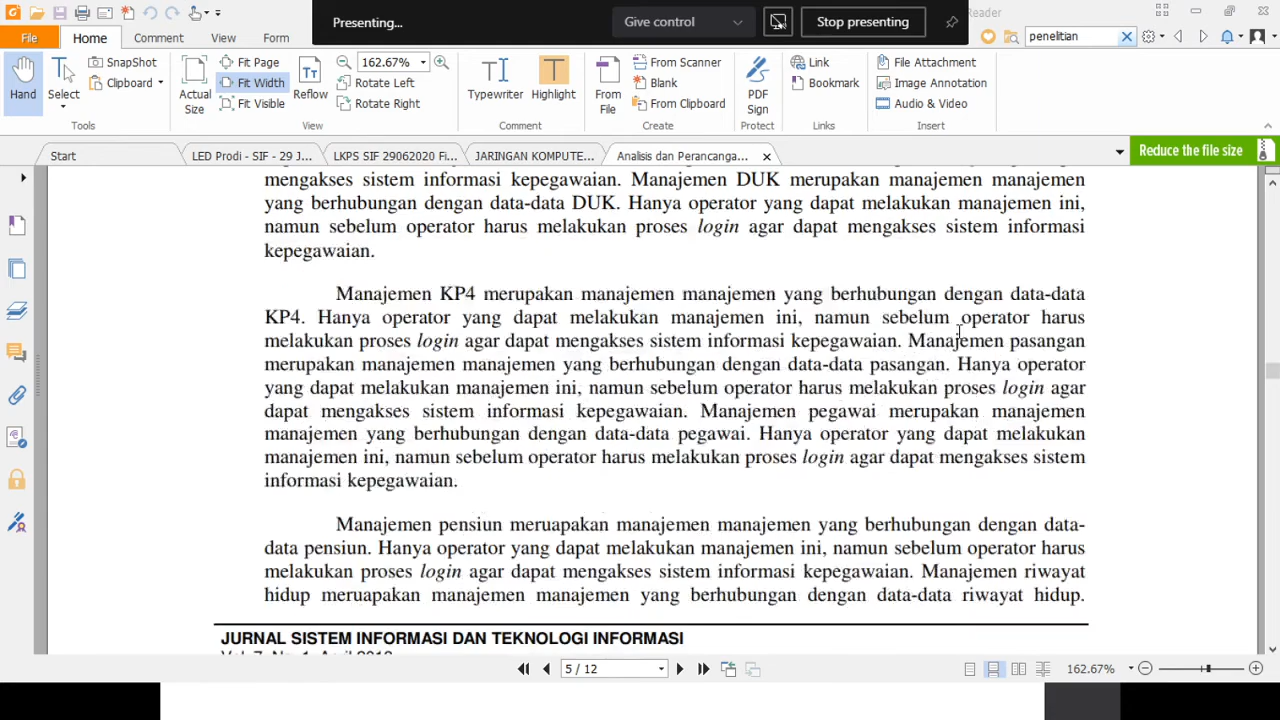 Presenting...
Give control
Stop presenting
Reader
File
Home
Comment
View
Form
penelitian
Hand
Select
SnapShot
Clipboard
Tools
Actual Size
Fit Page
Fit Width
Fit Visible
Reflow
162.67%
Rotate Left
Rotate Right
View
Typewriter
Highlight
Comment
From File
From Scanner
Blank
From Clipboard
Create
PDF Sign
Protect
Link
Bookmark
Links
File Attachment
Image Annotation
Audio & Video
Insert
Start
LED Prodi - SIF - 29 J...
LKPS SIF 29062020 Fi...
JARINGAN KOMPUTE...
Analisis dan Perancanga...
Reduce the file size
mengakses sistem informasi kepegawaian. Manajemen DUK merupakan manajemen manajemen
yang berhubungan dengan data-data DUK. Hanya operator yang dapat melakukan manajemen ini,
namun sebelum operator harus melakukan proses login agar dapat mengakses sistem informasi
kepegawaian.
Manajemen KP4 merupakan manajemen manajemen yang berhubungan dengan data-data
KP4. Hanya operator yang dapat melakukan manajemen ini, namun sebelum operator harus
melakukan proses login agar dapat mengakses sistem informasi kepegawaian. Manajemen pasangan
merupakan manajemen manajemen yang berhubungan dengan data-data pasangan. Hanya operator
yang dapat melakukan manajemen ini, namun sebelum operator harus melakukan proses login agar
dapat mengakses sistem informasi kepegawaian. Manajemen pegawai merupakan manajemen
manajemen yang berhubungan dengan data-data pegawai. Hanya operator yang dapat melakukan
manajemen ini, namun sebelum operator harus melakukan proses login agar dapat mengakses sistem
informasi kepegawaian.
Manajemen pensiun meruapakan manajemen manajemen yang berhubungan dengan data-
data pensiun. Hanya operator yang dapat melakukan manajemen ini, namun sebelum operator harus
melakukan proses login agar dapat mengakses sistem informasi kepegawaian. Manajemen riwayat
hidup meruapakan manajemen manajemen yang berhubungan dengan data-data riwayat hidup.
JURNAL SISTEM INFORMASI DAN TEKNOLOGI INFORMASI
5 / 12
162.67%